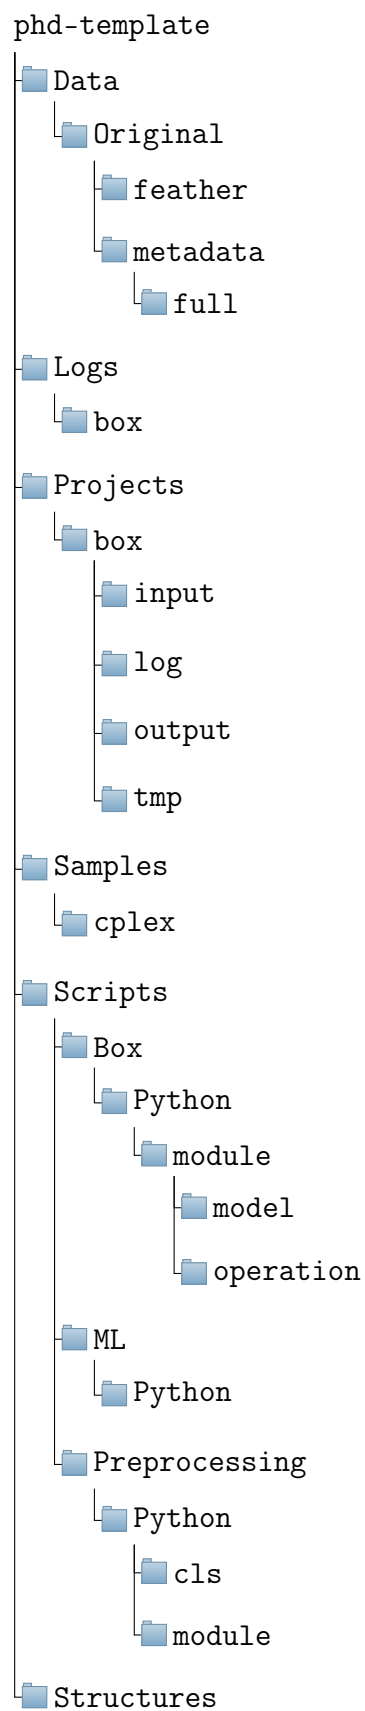 phd-template
Data
Original
feather
metadata
full
Logs
box
Projects
box
input
log
output
tmp
Samples
cplex
Scripts
Box
Python
module
model
operation
ML
Python
Preprocessing
Python
cls
module
Structures